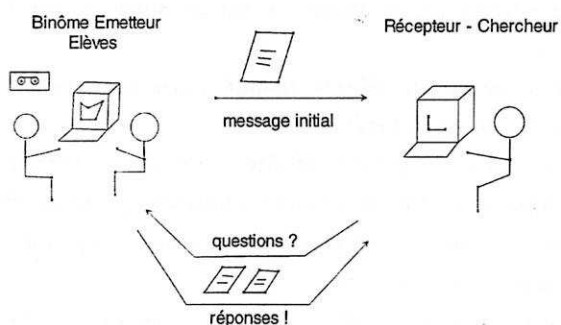 Binôme Emetteur
Elèves
Récepteur - Chercheur
message initial
questions ?
réponses !